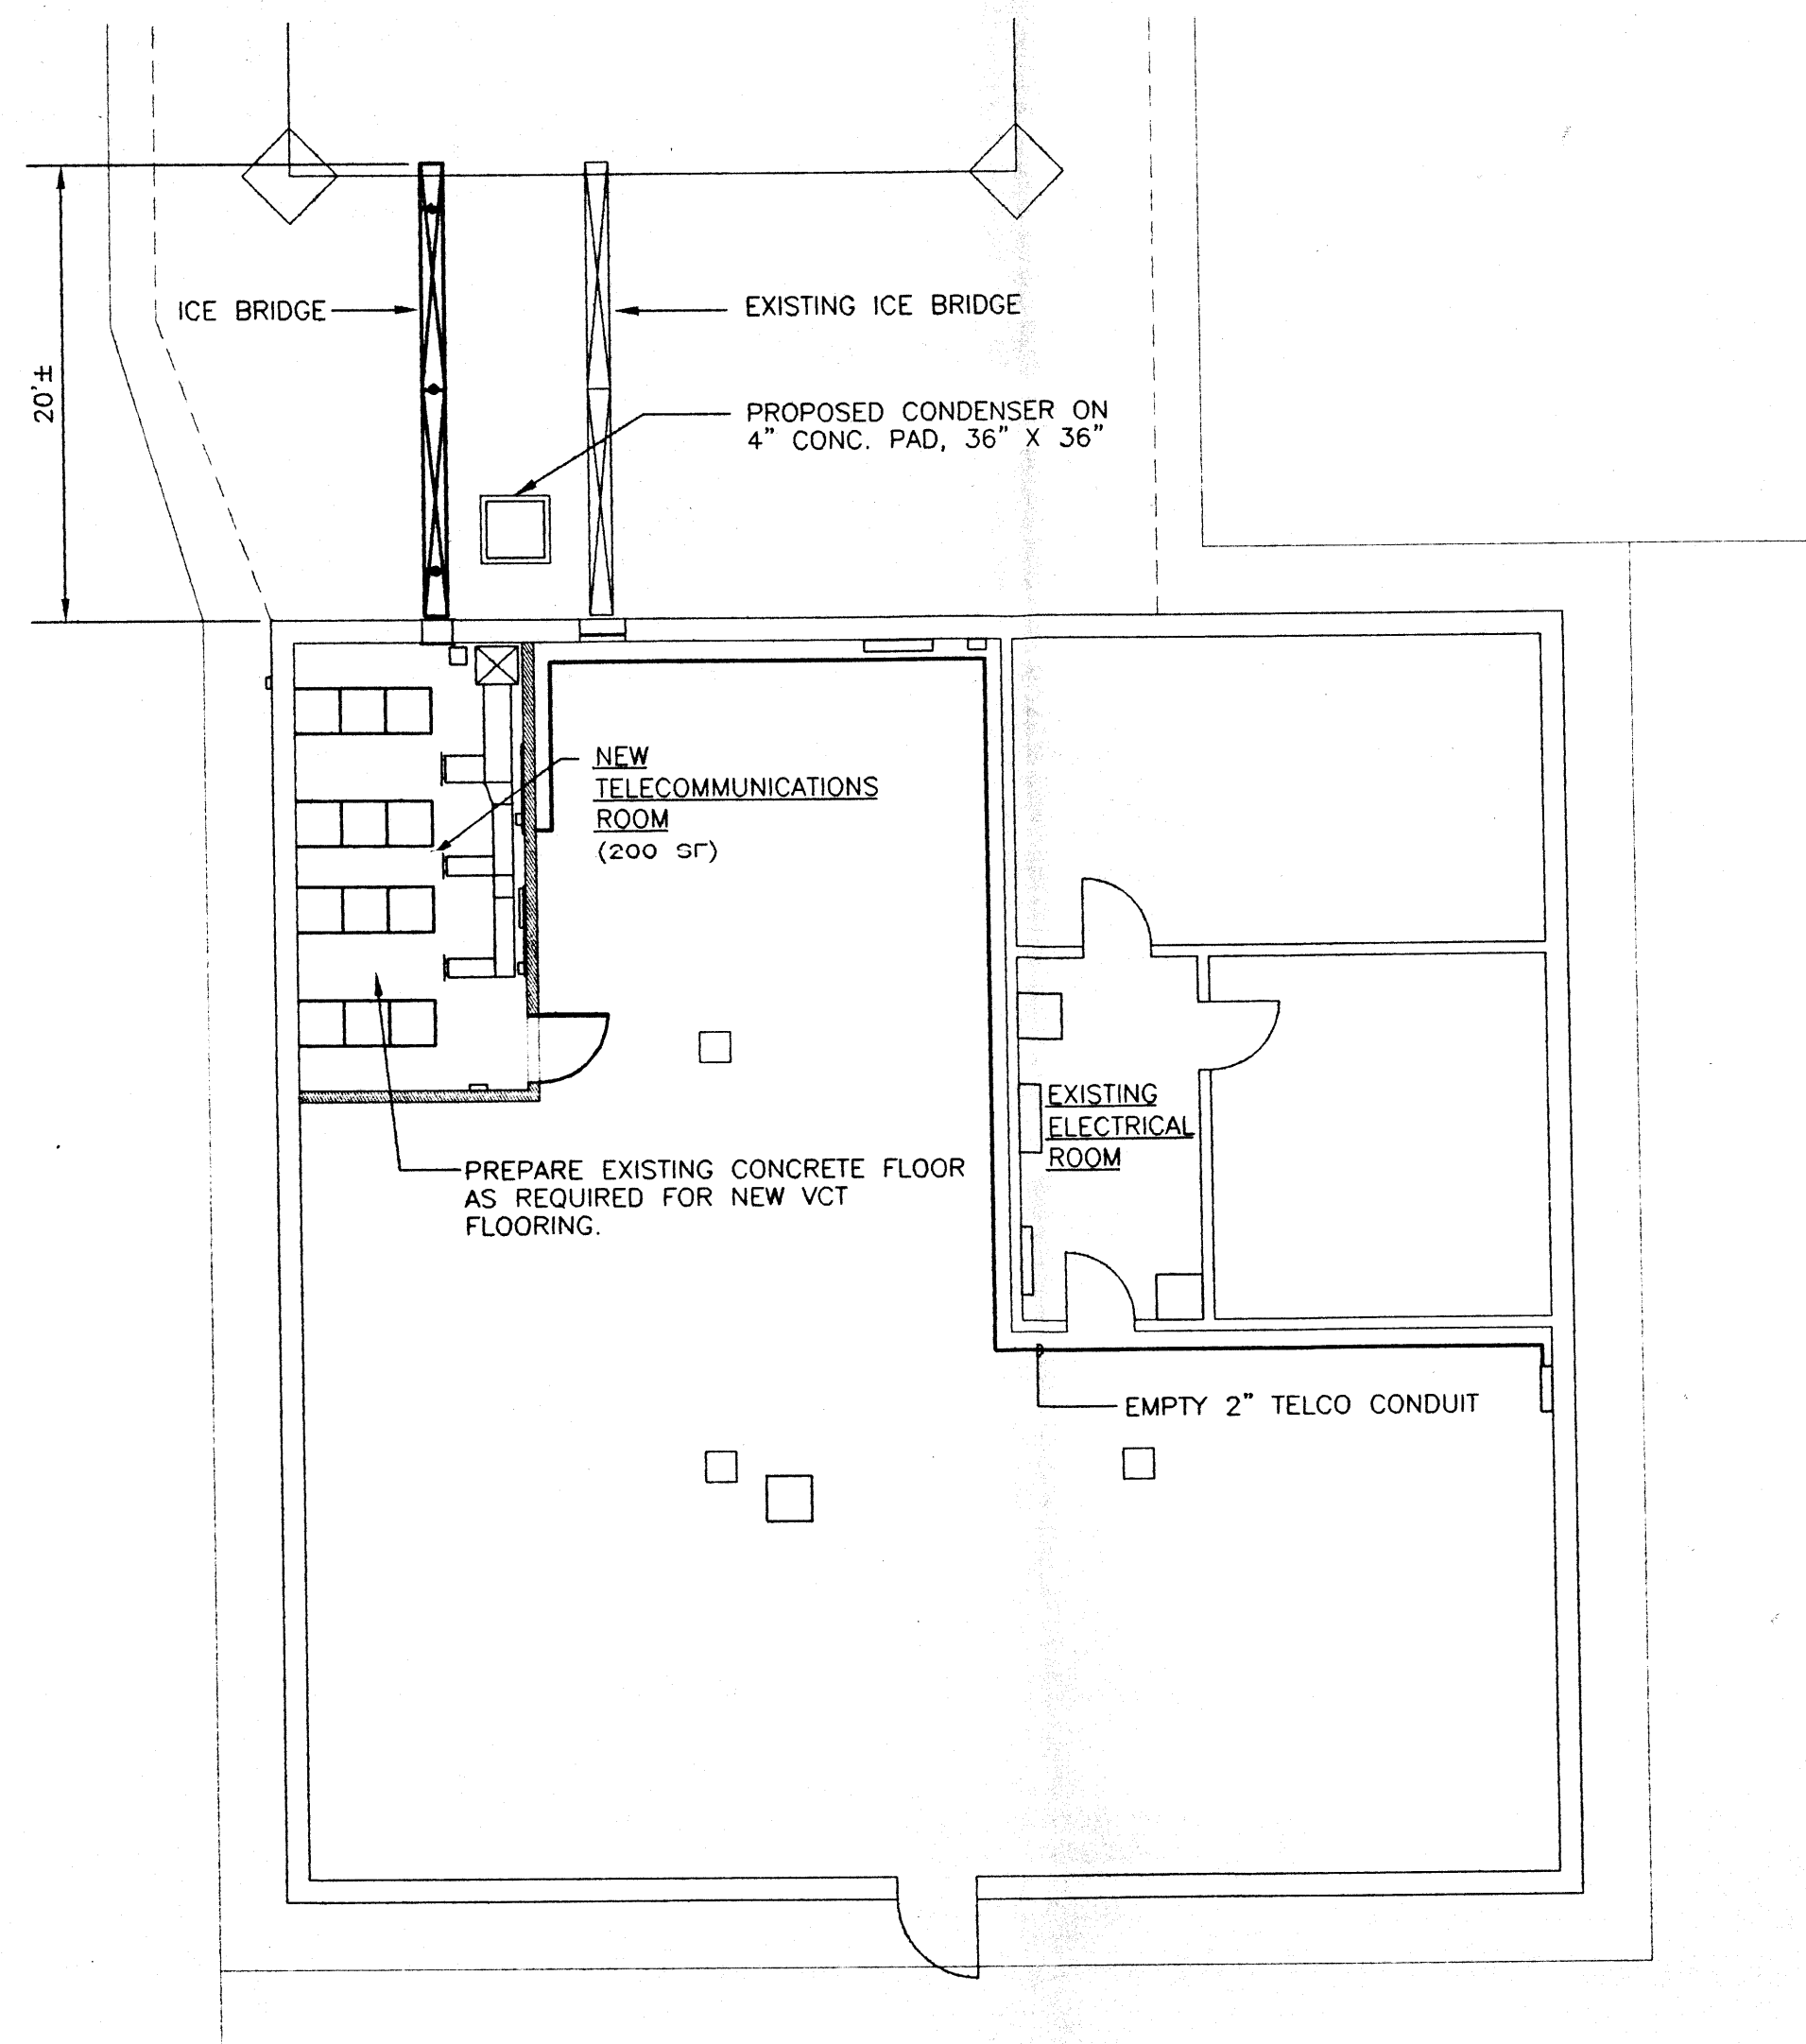 20'±
ICE BRIDGE
EXISTING ICE BRIDGE
PROPOSED CONDENSER ON
4" CONC. PAD, 36" X 36"
NEW
TELECOMMUNICATIONS
ROOM
(200 SF)
EXISTING
ELECTRICAL
ROOM
PREPARE EXISTING CONCRETE FLOOR
AS REQUIRED FOR NEW VCT
FLOORING.
EMPTY 2" TELCO CONDUIT